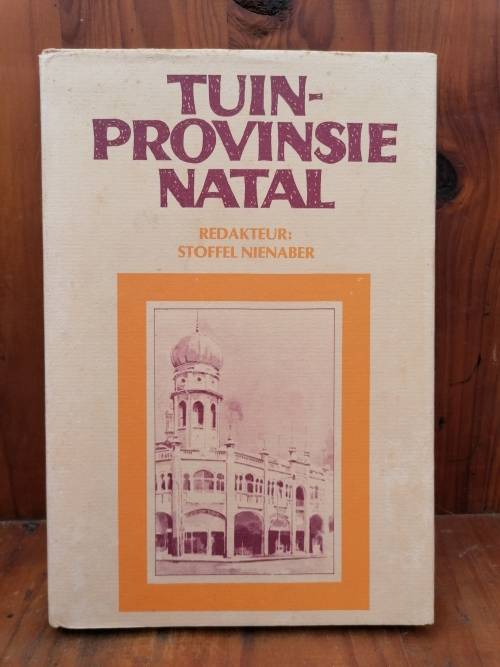 TUIN-
PROVINSIE
NATAL
REDAKTEUR:
STOFFEL NIENABER